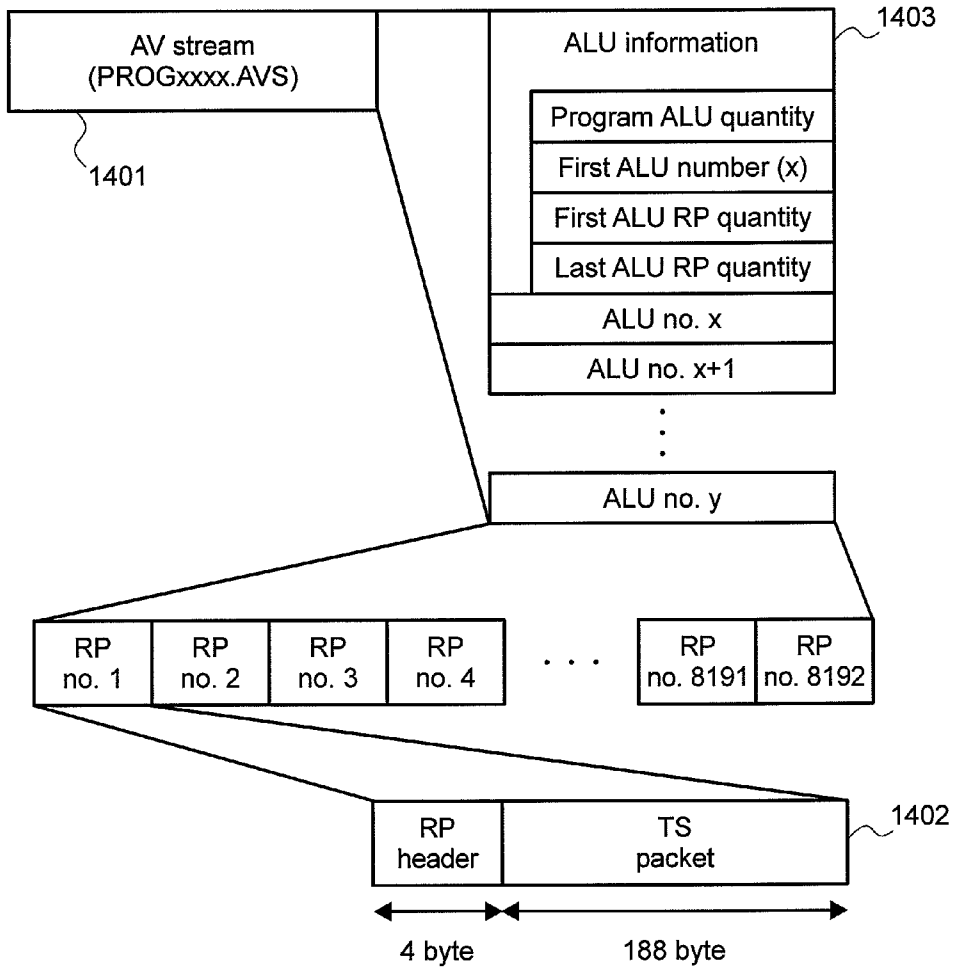 AV stream
(PROGxxxx.AVS)
1401
ALU information
1403
Program ALU quantity
First ALU number (x)
First ALU RP quantity
Last ALU RP quantity
ALU no. x
ALU no. x+1
ALU no. y
RP
no. 1
RP
no. 2
RP
no. 3
RP
no. 4
RP
no. 8191
RP
no. 8192
RP
header
TS
packet
1402
4 byte
188 byte